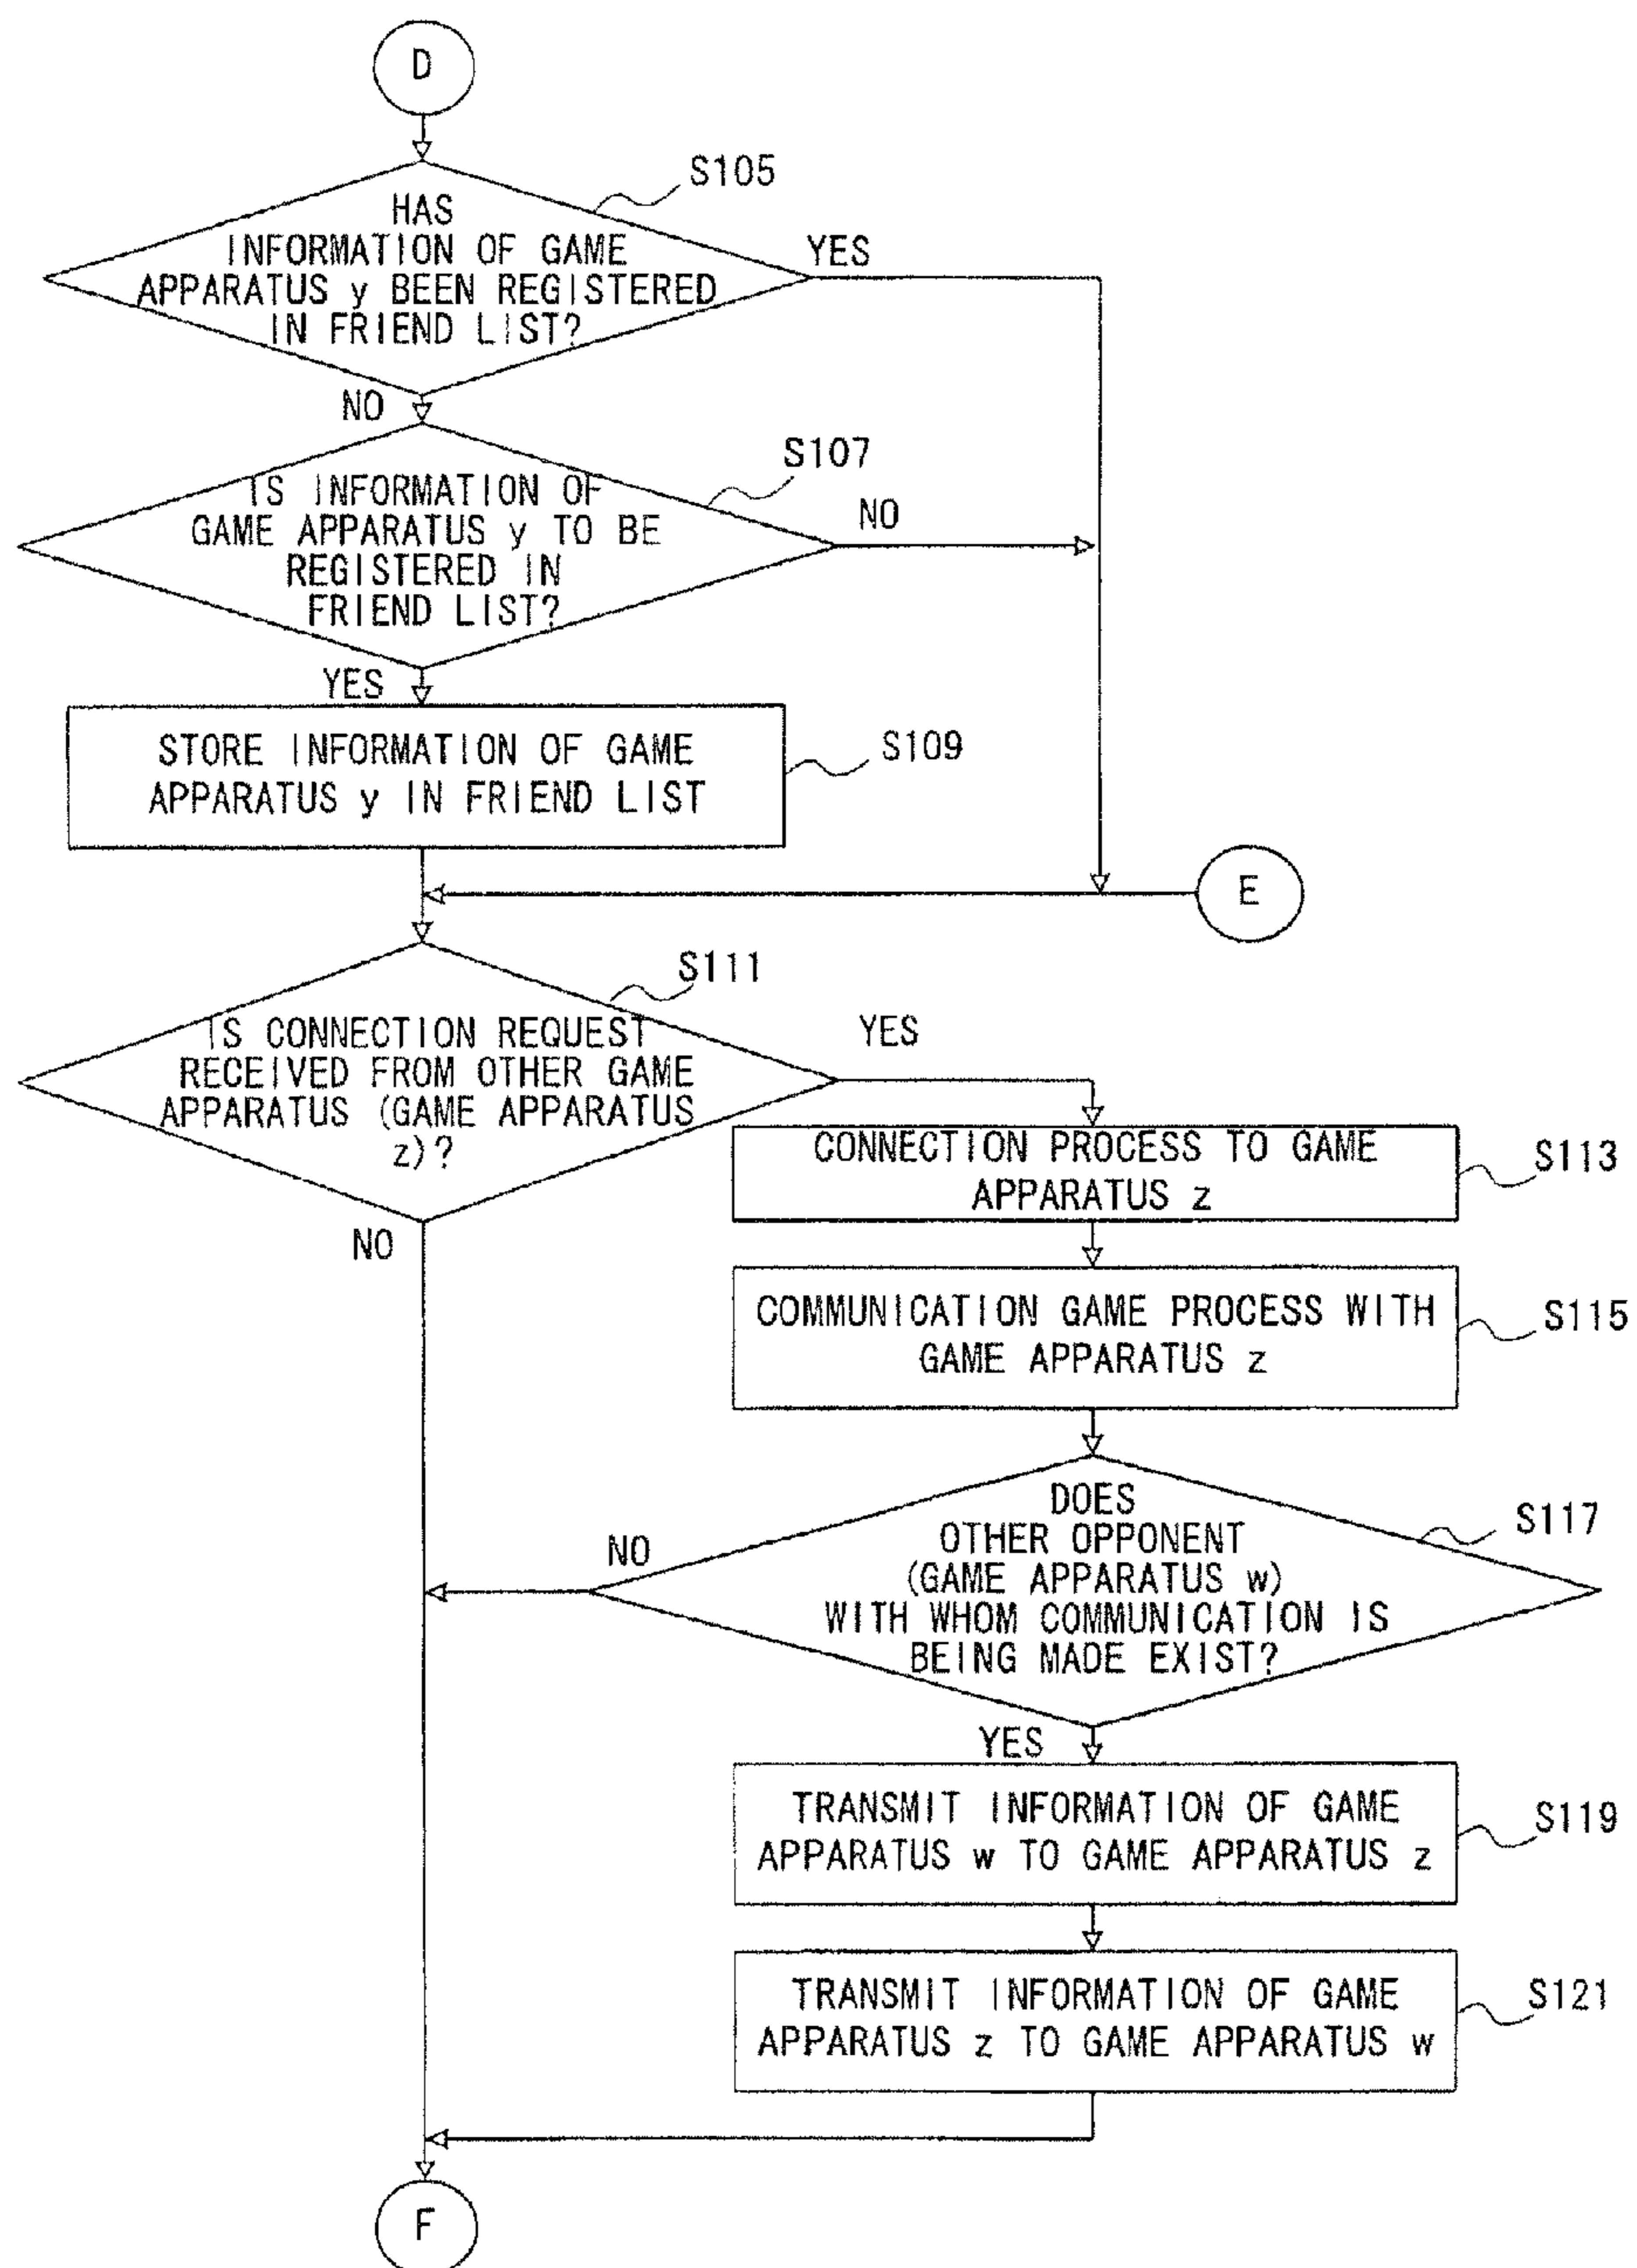 D
S105
HAS
INFORMATION OF GAME
APPARATUS y BEEN REGISTERED
IN FRIEND LIST?
YES
NO
S107
IS INFORMATION OF
GAME APPARATUS y TO BE
REGISTERED IN
FRIEND LIST?
NO
YES
STORE INFORMATION OF GAME
APPARATUS y IN FRIEND LIST
S109
E
S111
IS CONNECTION REQUEST
RECEIVED FROM OTHER GAME
APPARATUS (GAME APPARATUS
z)?
YES
NO
CONNECTION PROCESS TO GAME
APPARATUS z
S113
COMMUNICATION GAME PROCESS WITH
GAME APPARATUS z
S115
DOES
OTHER OPPONENT
(GAME APPARATUS w)
WITH WHOM COMMUNICATION IS
BEING MADE EXIST?
S117
NO
YES
TRANSMIT INFORMATION OF GAME
APPARATUS w TO GAME APPARATUS z
S119
TRANSMIT INFORMATION OF GAME
APPARATUS z TO GAME APPARATUS w
S121
F